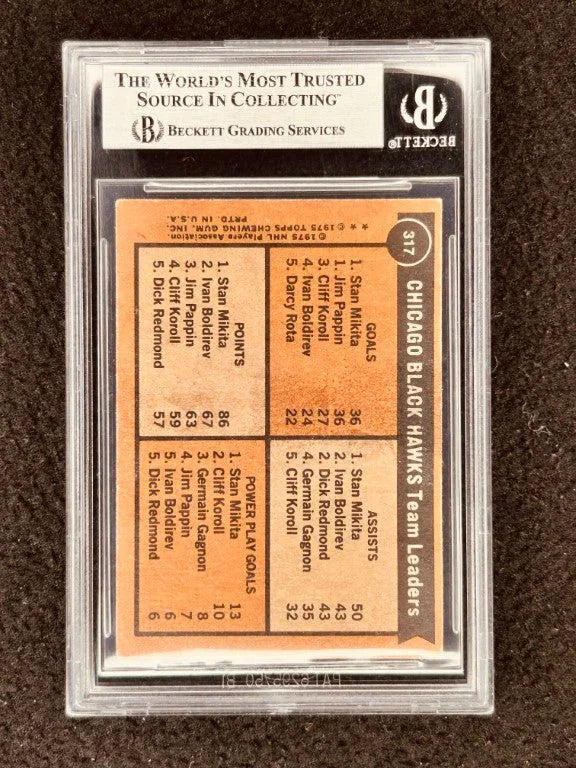 THE WORLD'S MOST TRUSTED
SOURCE IN COLLECTING™
BECKETT GRADING SERVICES
BECKETT®
317
CHICAGO BLACK HAWKS Team Leaders
GOALS
1. Stan Mikita 36
1. Jim Pappin 36
3. Cliff Koroll 27
4. Ivan Boldirev 24
5. Darcy Rota 22
ASSISTS
1. Stan Mikita 50
2. Ivan Boldirev 43
2. Dick Redmond 43
4. Germain Gagnon 35
5. Cliff Koroll 32
POINTS
1. Stan Mikita 86
2. Ivan Boldirev 67
3. Jim Pappin 63
4. Cliff Koroll 59
5. Dick Redmond 57
POWER PLAY GOALS
1. Stan Mikita 13
2. Cliff Koroll 10
3. Germain Gagnon 8
4. Jim Pappin 7
5. Ivan Boldirev 6
5. Dick Redmond 6
★ ★ © 1975 TOPPS CHEWING GUM, INC.
PRTD. IN U.S.A.
© 1975 NHL Players Association.